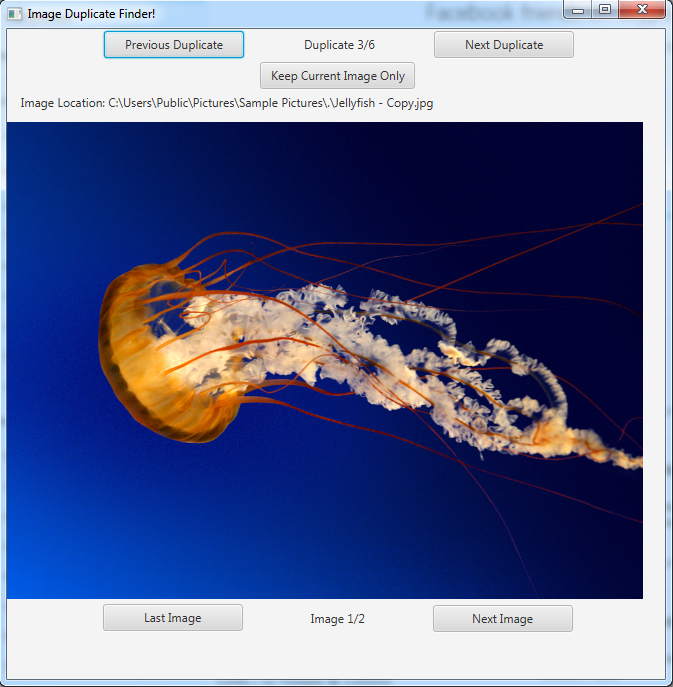 Image Duplicate Finder!
Previous Duplicate Duplicate 3/6 Next Duplicate
Keep Current Image Only
Image Location: C:\Users\Public\Pictures\Sample Pictures\.\Jellyfish - Copy.jpg
Last Image Image 1/2 Next Image